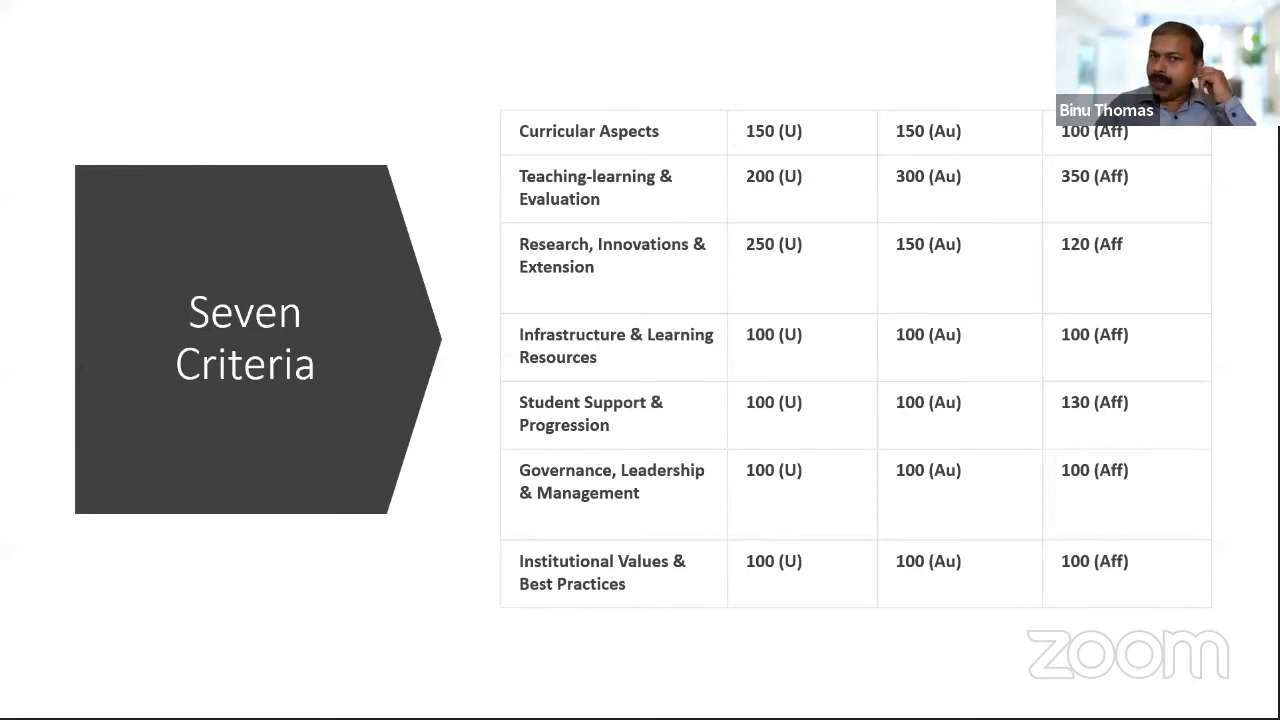 Binu Thomas
Seven
Criteria
Curricular Aspects 150 (U) 150 (Au) 100 (Aff)
Teaching-learning & 200 (U) 300 (Au) 350 (Aff)
Evaluation
Research, Innovations & 250 (U) 150 (Au) 120 (Aff
Extension
Infrastructure & Learning 100 (U) 100 (Au) 100 (Aff)
Resources
Student Support & 100 (U) 100 (Au) 130 (Aff)
Progression
Governance, Leadership 100 (U) 100 (Au) 100 (Aff)
& Management
Institutional Values & 100 (U) 100 (Au) 100 (Aff)
Best Practices
zoom